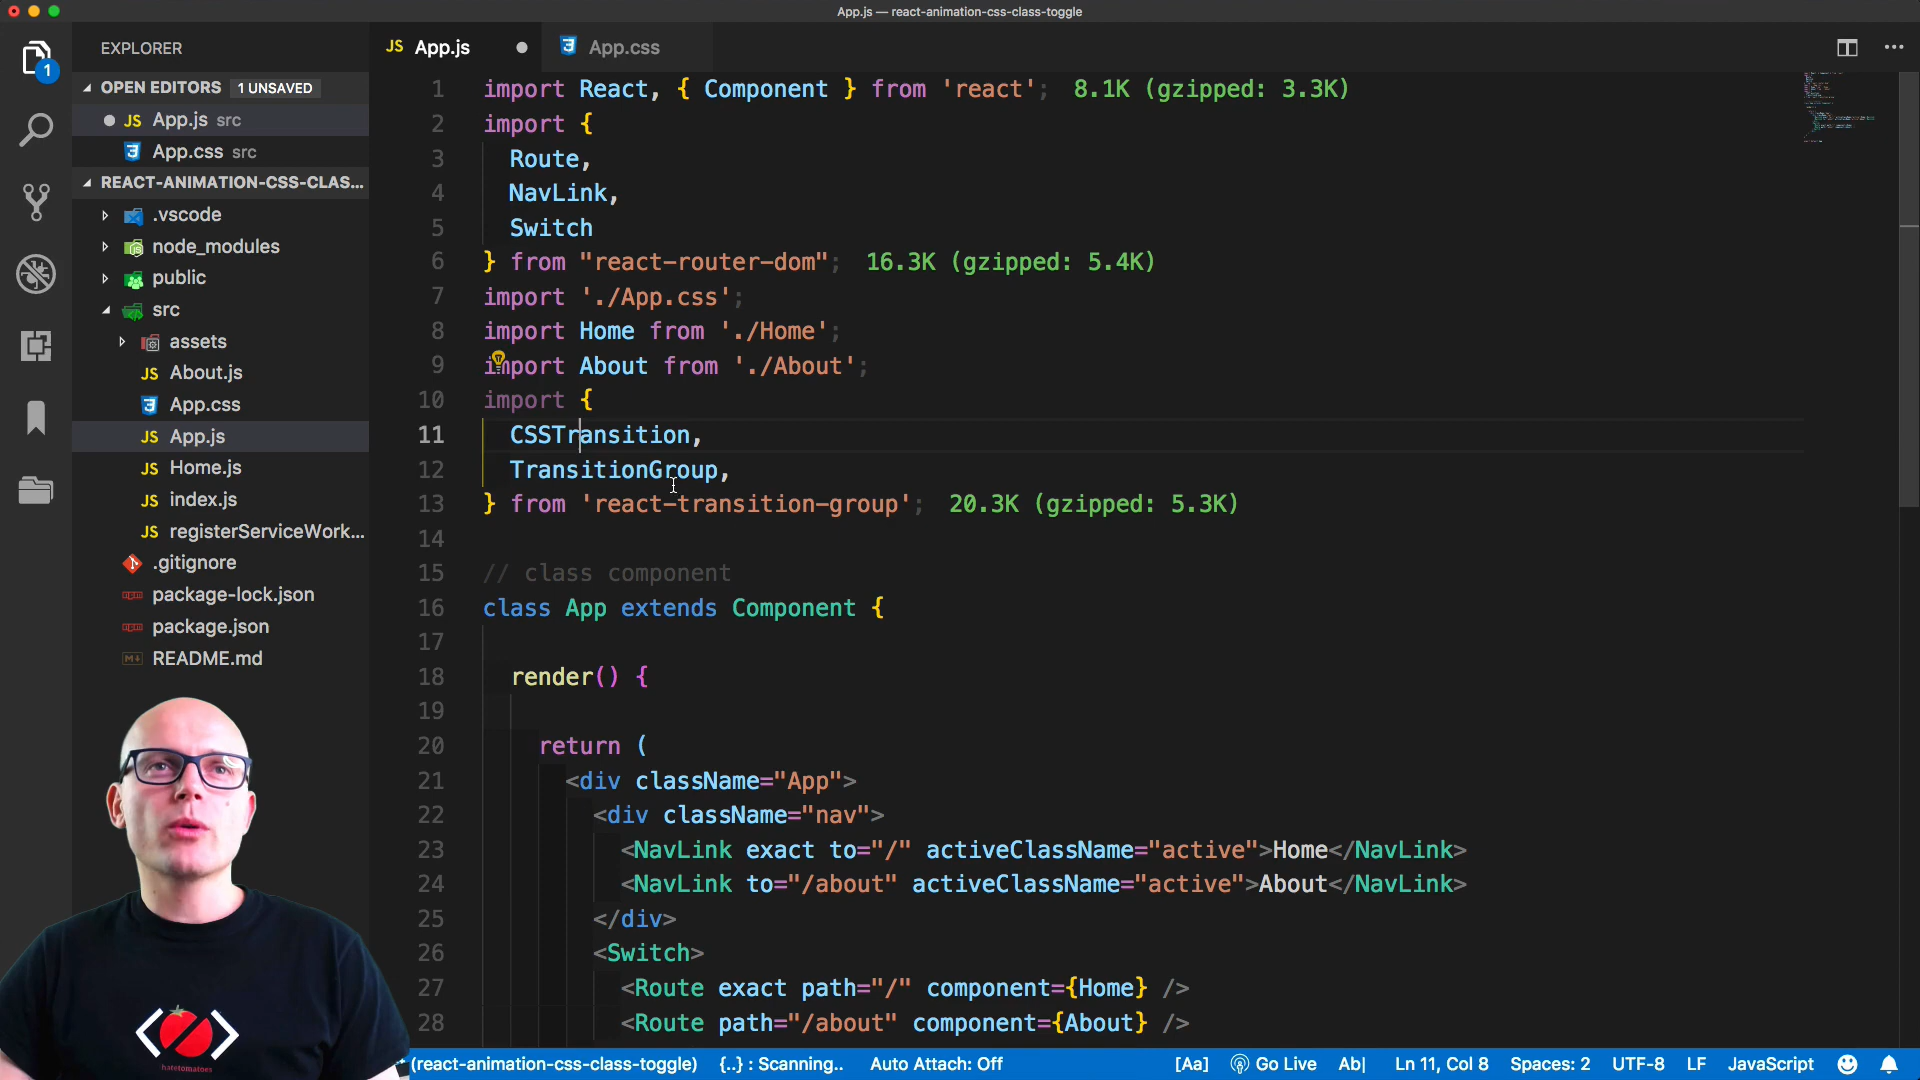 App.js — react-animation-css-class-toggle
EXPLORER
OPEN EDITORS 1 UNSAVED
JS App.js src
App.css src
REACT-ANIMATION-CSS-CLAS...
.vscode
node_modules
public
src
assets
JS About.js
App.css
JS App.js
JS Home.js
JS index.js
JS registerServiceWork...
.gitignore
package-lock.json
package.json
README.md
1
JS App.js
App.css
1 import React, { Component } from 'react'; 8.1K (gzipped: 3.3K)
2 import {
3 Route,
4 NavLink,
5 Switch
6 } from "react-router-dom"; 16.3K (gzipped: 5.4K)
7 import './App.css';
8 import Home from './Home';
9 import About from './About';
10 import {
11 CSSTransition,
12 TransitionGroup,
13 } from 'react-transition-group'; 20.3K (gzipped: 5.3K)
14
15 // class component
16 class App extends Component {
17
18 render() {
19
20 return (
21 <div className="App">
22 <div className="nav">
23 <NavLink exact to="/" activeClassName="active">Home</NavLink>
24 <NavLink to="/about" activeClassName="active">About</NavLink>
25 </div>
26 <Switch>
27 <Route exact path="/" component={Home} />
28 <Route path="/about" component={About} />
hatetomatoes
(react-animation-css-class-toggle) {..} : Scanning.. Auto Attach: Off [Aa] Go Live Ab| Ln 11, Col 8 Spaces: 2 UTF-8 LF JavaScript